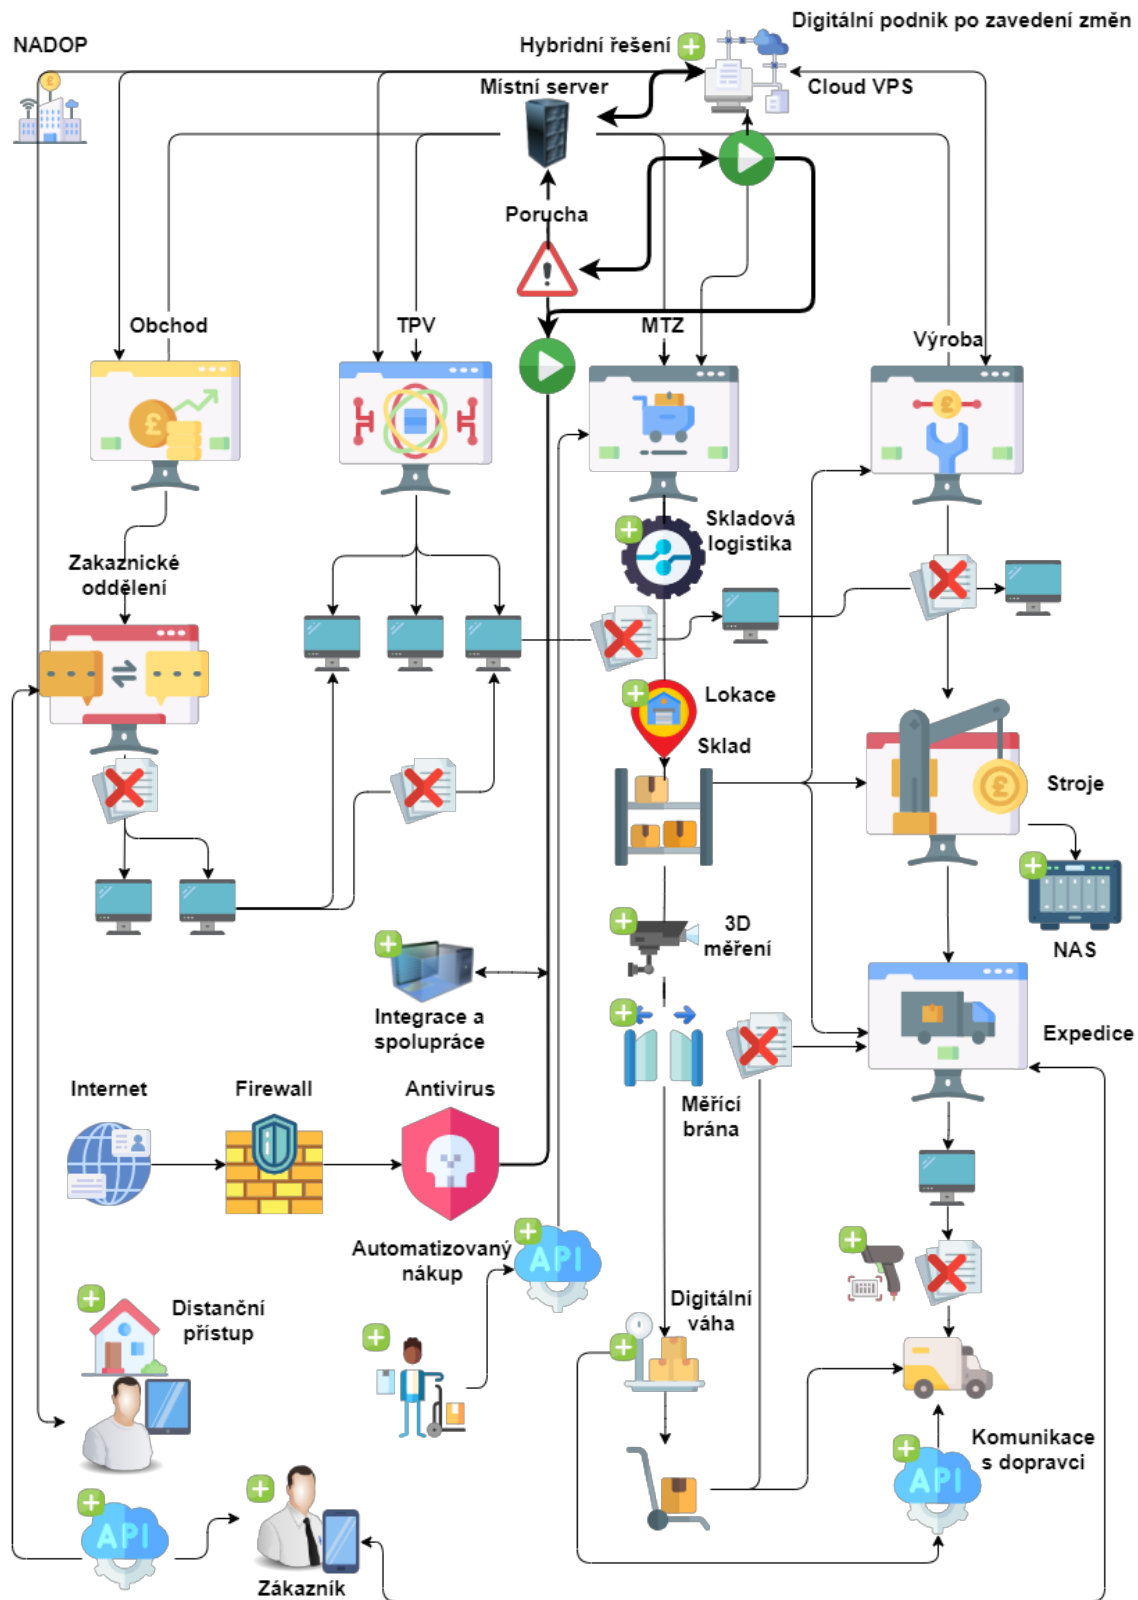 Digitální podnik po zavedení změn
NADOP
Hybridní řešení
Místní server
Cloud VPS
Porucha
Obchod
TPV
MTZ
Výroba
Skladová
logistika
Zakaznické
oddělení
Lokace
Sklad
Stroje
3D
měření
NAS
Integrace a
spolupráce
Expedice
Internet
Firewall
Antivirus
Měřící
brána
Automatizovaný
nákup
API
Distanční
přístup
Digitální
váha
Komunikace
s dopravci
API
API
Zákazník